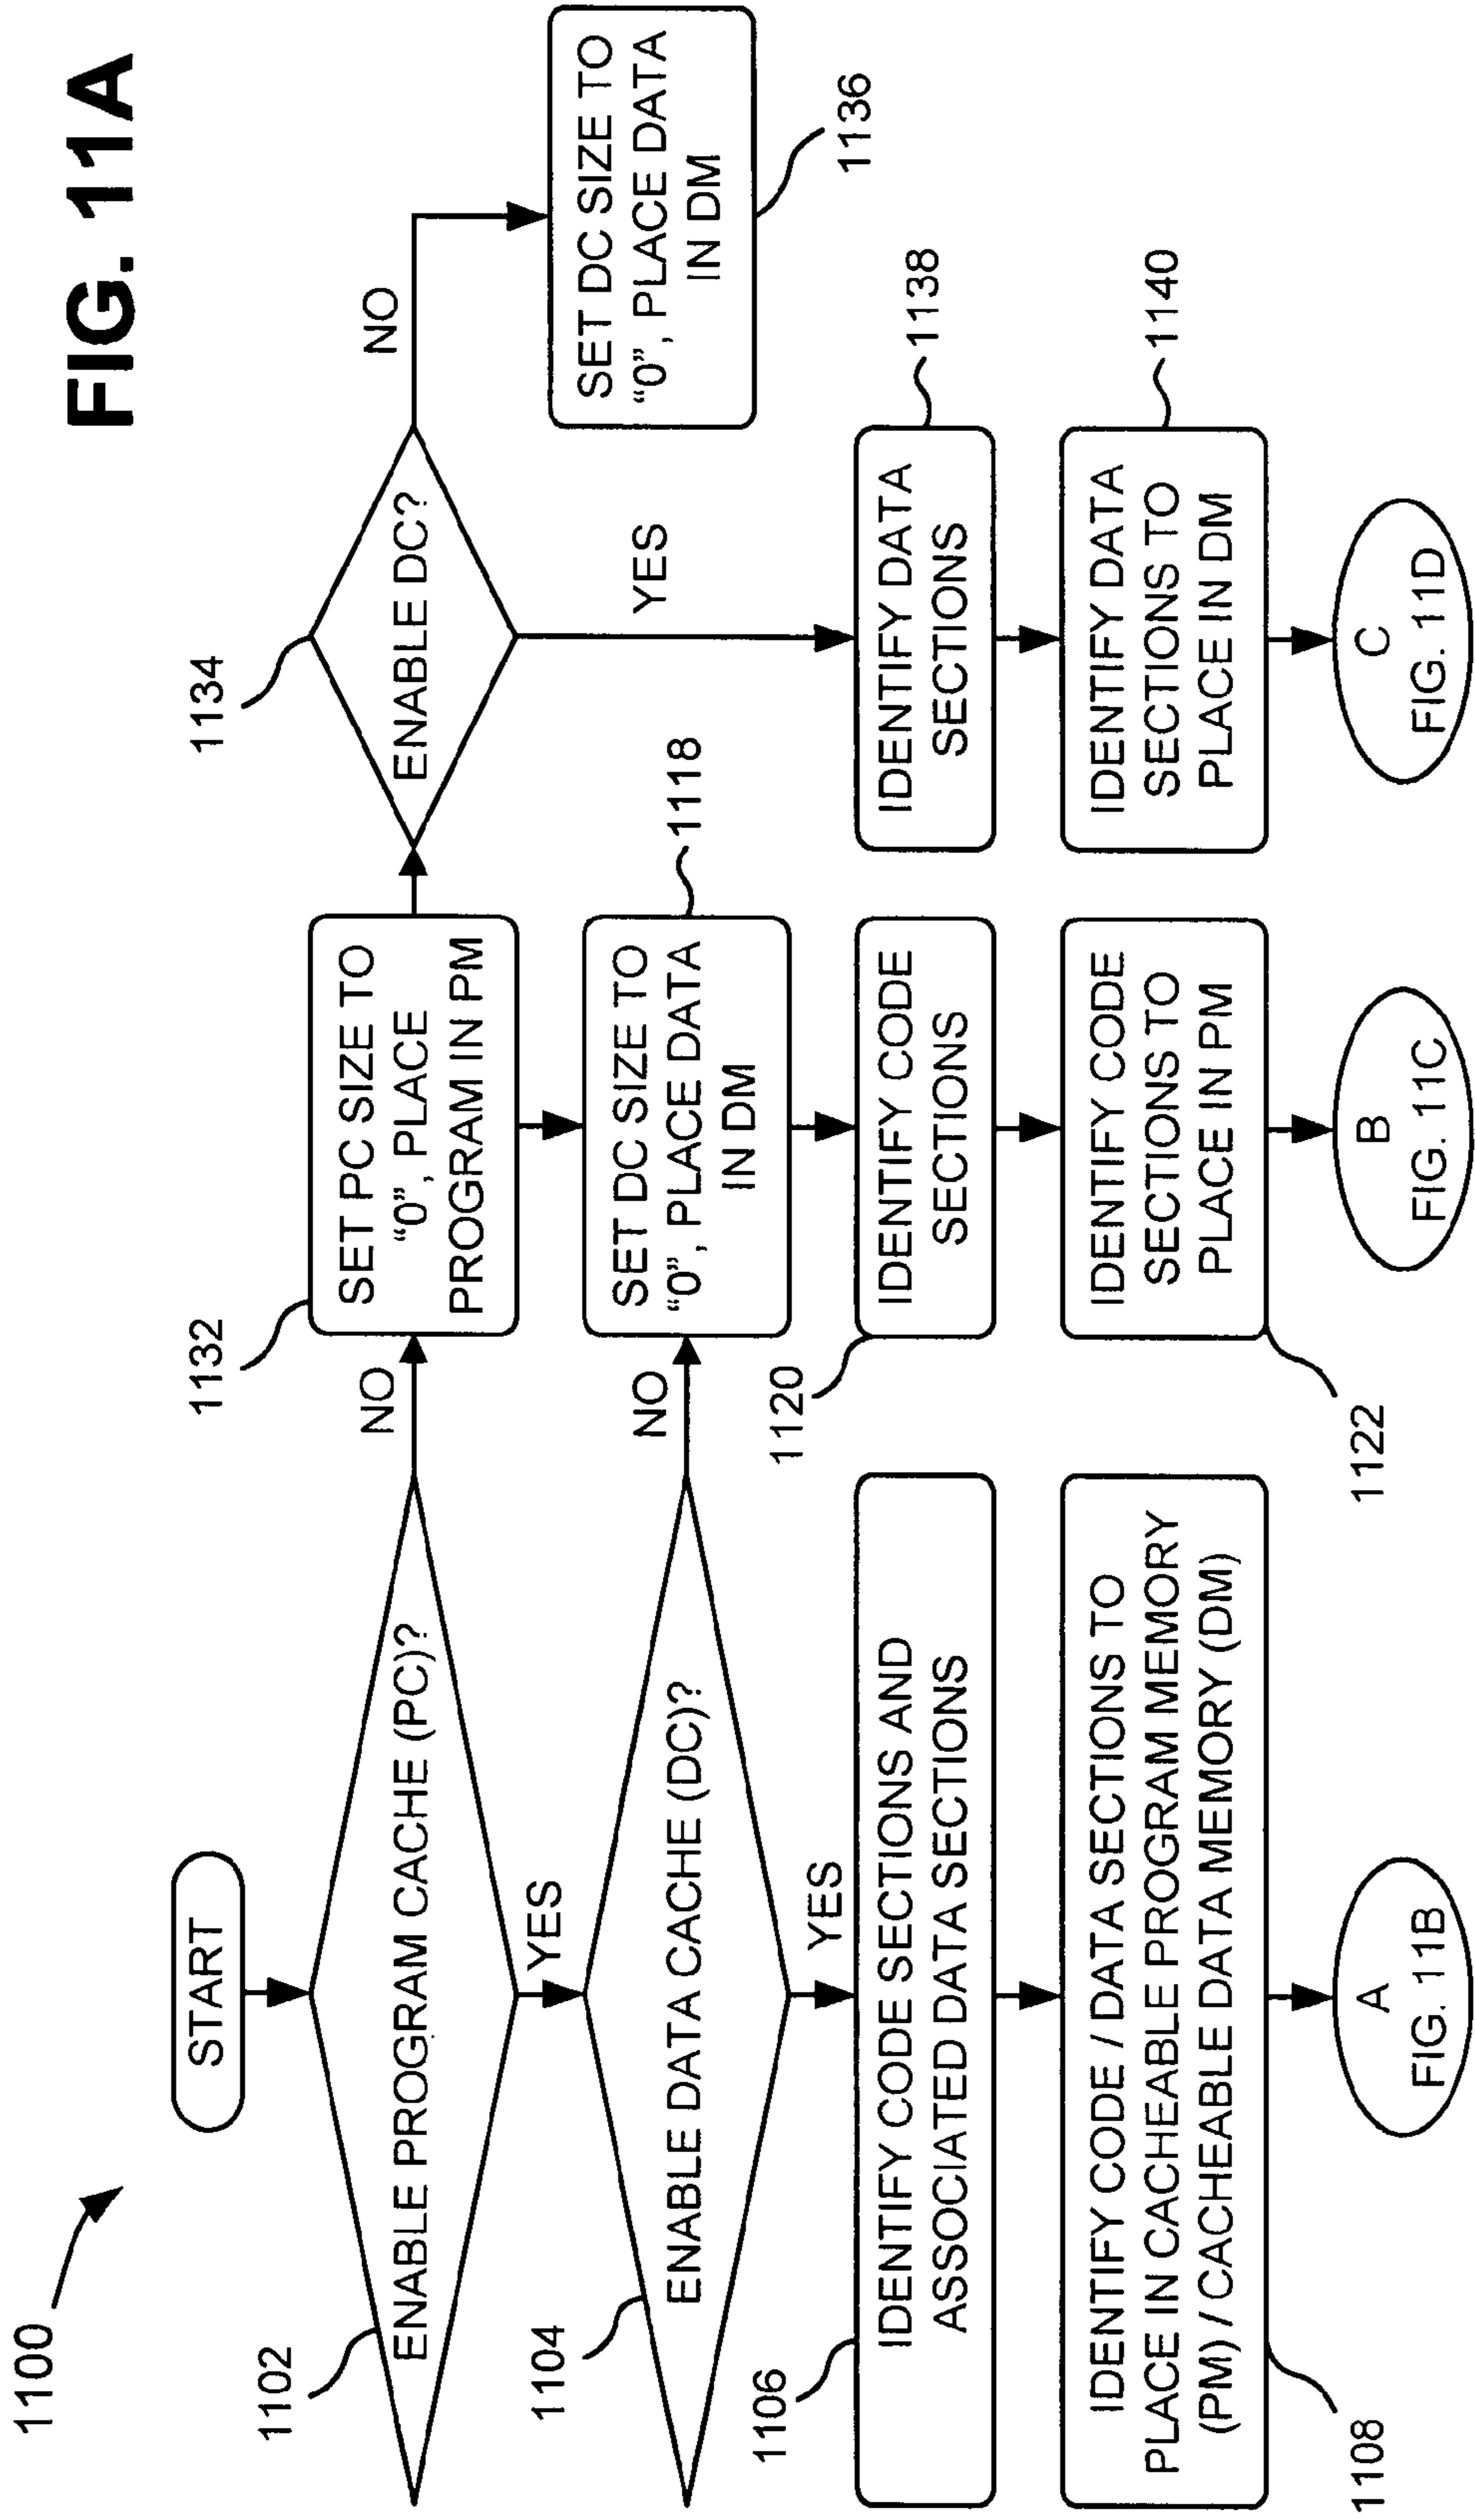 FIG. 11A
1100
START
1102
ENABLE PROGRAM CACHE (PC)?
NO
YES
1132
SET PC SIZE TO
“0”, PLACE
PROGRAM IN PM
1134
ENABLE DC?
NO
YES
SET DC SIZE TO
“0”, PLACE DATA
IN DM
1136
1104
ENABLE DATA CACHE (DC)?
NO
YES
SET DC SIZE TO
“0”, PLACE DATA
IN DM
1118
1106
IDENTIFY CODE SECTIONS AND
ASSOCIATED DATA SECTIONS
1120
IDENTIFY CODE
SECTIONS
IDENTIFY DATA
SECTIONS
1138
IDENTIFY CODE / DATA SECTIONS TO
PLACE IN CACHEABLE PROGRAM MEMORY
(PM) / CACHEABLE DATA MEMORY (DM)
1108
IDENTIFY CODE
SECTIONS TO
PLACE IN PM
1122
IDENTIFY DATA
SECTIONS TO
PLACE IN DM
1140
A
FIG. 11B
B
FIG. 11C
C
FIG. 11D